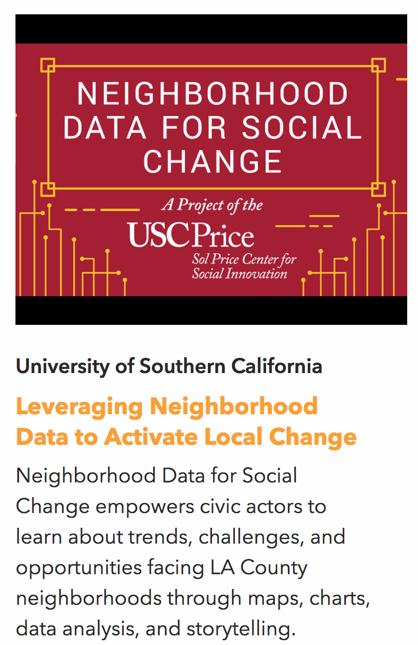 NEIGHBORHOOD
DATA FOR SOCIAL
CHANGE
A Project of the
USCPrice
Sol Price Center for
Social Innovation
University of Southern California
Leveraging Neighborhood
Data to Activate Local Change
Neighborhood Data for Social
Change empowers civic actors to
learn about trends, challenges, and
opportunities facing LA County
neighborhoods through maps, charts,
data analysis, and storytelling.